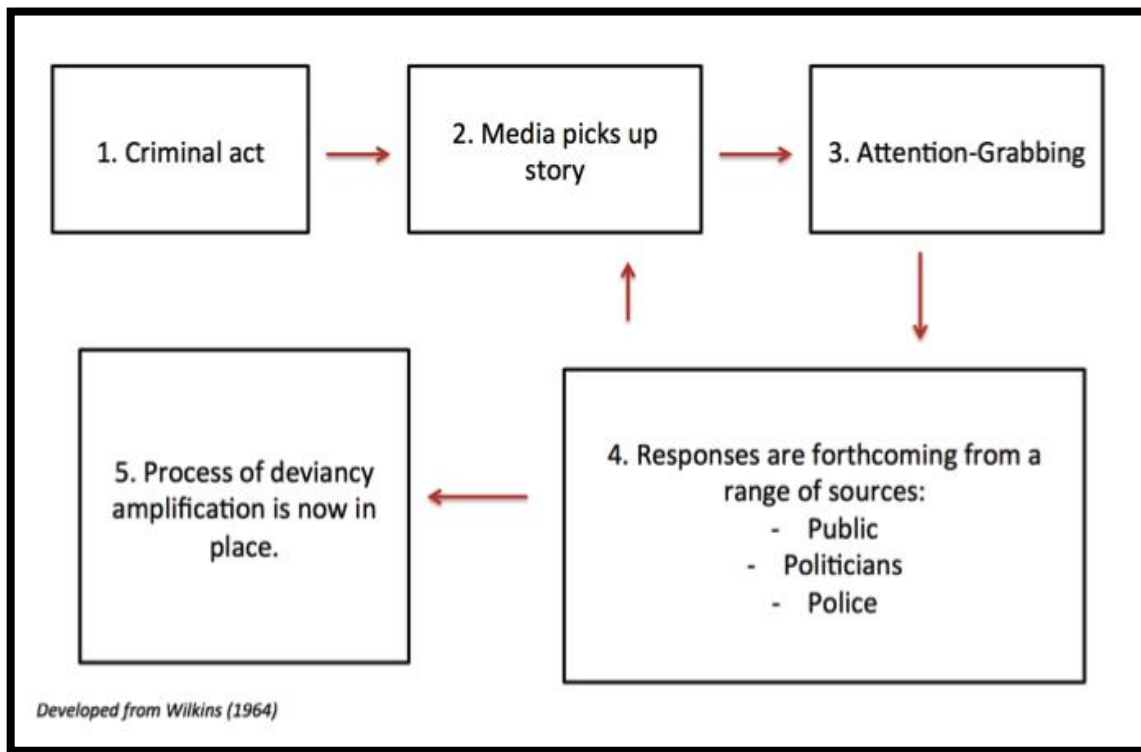 1. Criminal act
2. Media picks up
story
3. Attention-Grabbing
4. Responses are forthcoming from a
range of sources:
- Public
- Politicians
- Police
5. Process of deviancy
amplification is now in
place.
Developed from Wilkins (1964)